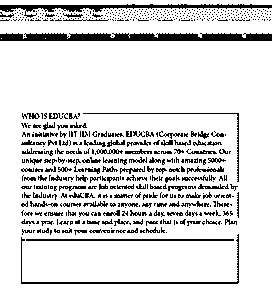 WHO IS EDUCBA?
We are glad you asked.
An initiative by IIT IIM Graduates, EDUCBA (Corporate Bridge Con-
sultancy Pvt Ltd) is a leading global provider of skill based education
addressing the needs of 1,000,000+ members across 70+ Countries. Our
unique step-by-step, online learning model along with amazing 5000+
courses and 500+ Learning Paths prepared by top-notch professionals
from the Industry help participants achieve their goals successfully. All
our training programs are Job oriented skill based programs demanded by
the Industry. At eduCBA, it is a matter of pride for us to make job orient-
ed hands-on courses available to anyone, any time and anywhere. There-
fore we ensure that you can enroll 24 hours a day, seven days a week, 365
days a year. Learn at a time and place, and pace that is of your choice. Plan
your study to suit your convenience and schedule.